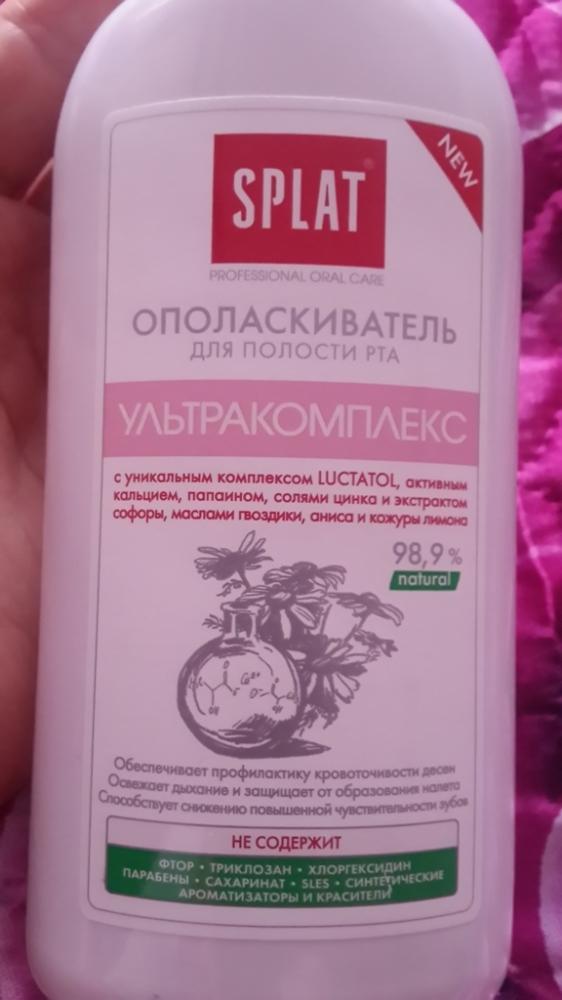 NEW
SPLAT
PROFESSIONAL ORAL CARE
ОПОЛАСКИВАТЕЛЬ
ДЛЯ ПОЛОСТИ РТА
УЛЬТРАКОМПЛЕКС
с уникальным комплексом LUCTATOL, активным
кальцием, папаином, солями цинка и экстрактом
софоры, маслами гвоздики, аниса и кожуры лимона
98,9 %
natural
Обеспечивает профилактику кровоточивости десен
Освежает дыхание и защищает от образования налета
Способствует снижению повышенной чувствительности зубов
НЕ СОДЕРЖИТ
ФТОР • ТРИКЛОЗАН • ХЛОРГЕКСИДИН
ПАРАБЕНЫ • САХАРИНАТ • SLES • СИНТЕТИЧЕСКИЕ
АРОМАТИЗАТОРЫ И КРАСИТЕЛИ